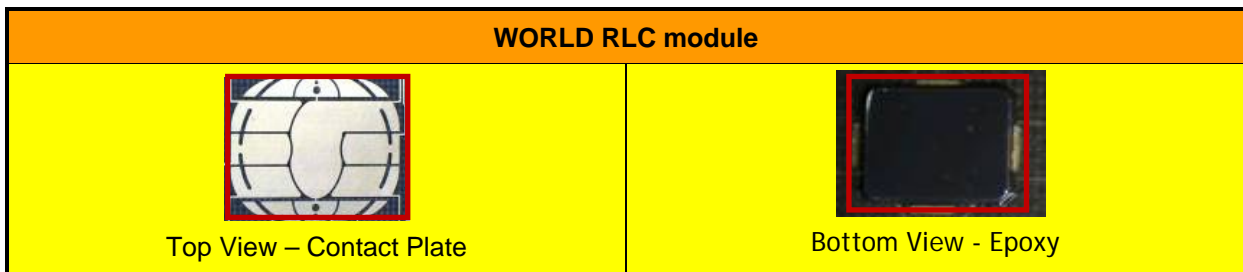 WORLD RLC module
Top View – Contact Plate
Bottom View - Epoxy